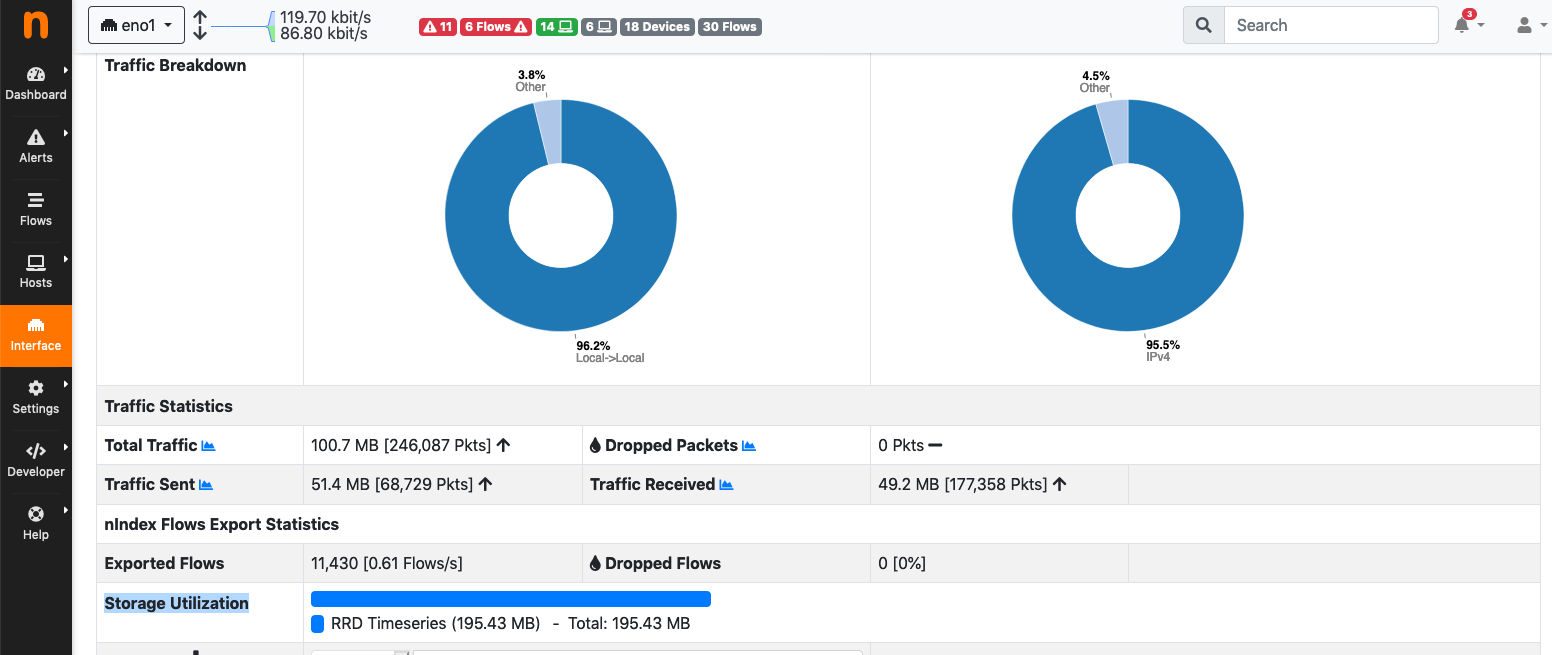 n
eno1
119.70 kbit/s
86.80 kbit/s
11
6 Flows
14
6
18 Devices
30 Flows
Search
3
Dashboard
Alerts
Flows
Hosts
Interface
Settings
Developer
Help
Traffic Breakdown
3.8%
Other
96.2%
Local->Local
4.5%
Other
95.5%
IPv4
Traffic Statistics
Total Traffic 100.7 MB [246,087 Pkts] Dropped Packets 0 Pkts
Traffic Sent 51.4 MB [68,729 Pkts] Traffic Received 49.2 MB [177,358 Pkts]
nIndex Flows Export Statistics
Exported Flows 11,430 [0.61 Flows/s] Dropped Flows 0 [0%]
Storage Utilization
RRD Timeseries (195.43 MB) - Total: 195.43 MB